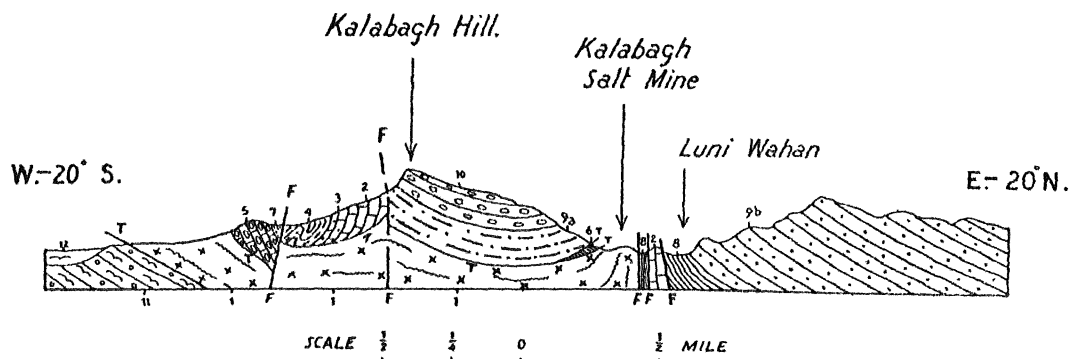 Kalabagh Hill.
Kalabagh
Salt Mine
Luni Wahan
W.-20° S.
E.-20°N.
F
F
12 T 5 7 4 3 2 10 9a 6 T T 8 2 8 9b
1 T
11 1 F 1 F 1 F F F
SCALE 1/2 1/4 0 1/2 MILE